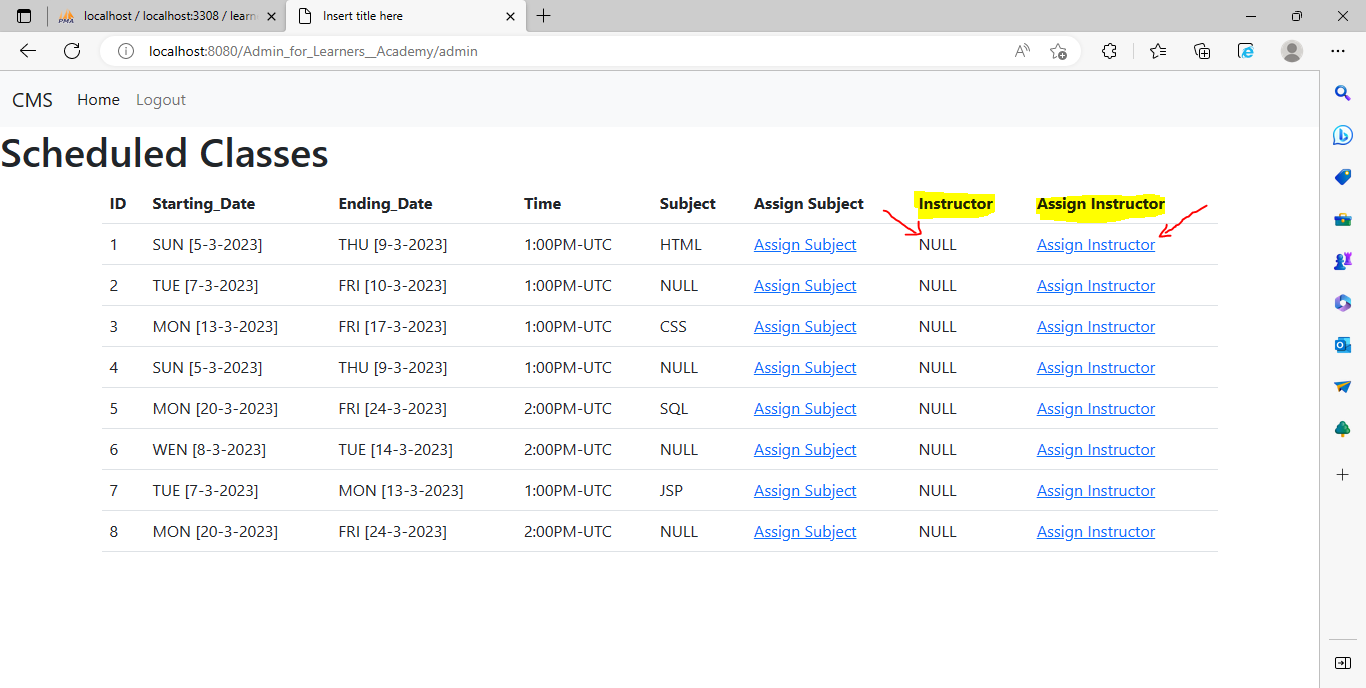 localhost / localhost:3308 / learn
Insert title here
localhost:8080/Admin_for_Learners__Academy/admin
CMS Home Logout
Scheduled Classes
ID Starting_Date Ending_Date Time Subject Assign Subject Instructor Assign Instructor
1 SUN [5-3-2023] THU [9-3-2023] 1:00PM-UTC HTML Assign Subject NULL Assign Instructor
2 TUE [7-3-2023] FRI [10-3-2023] 1:00PM-UTC NULL Assign Subject NULL Assign Instructor
3 MON [13-3-2023] FRI [17-3-2023] 1:00PM-UTC CSS Assign Subject NULL Assign Instructor
4 SUN [5-3-2023] THU [9-3-2023] 1:00PM-UTC NULL Assign Subject NULL Assign Instructor
5 MON [20-3-2023] FRI [24-3-2023] 2:00PM-UTC SQL Assign Subject NULL Assign Instructor
6 WEN [8-3-2023] TUE [14-3-2023] 2:00PM-UTC NULL Assign Subject NULL Assign Instructor
7 TUE [7-3-2023] MON [13-3-2023] 1:00PM-UTC JSP Assign Subject NULL Assign Instructor
8 MON [20-3-2023] FRI [24-3-2023] 2:00PM-UTC NULL Assign Subject NULL Assign Instructor